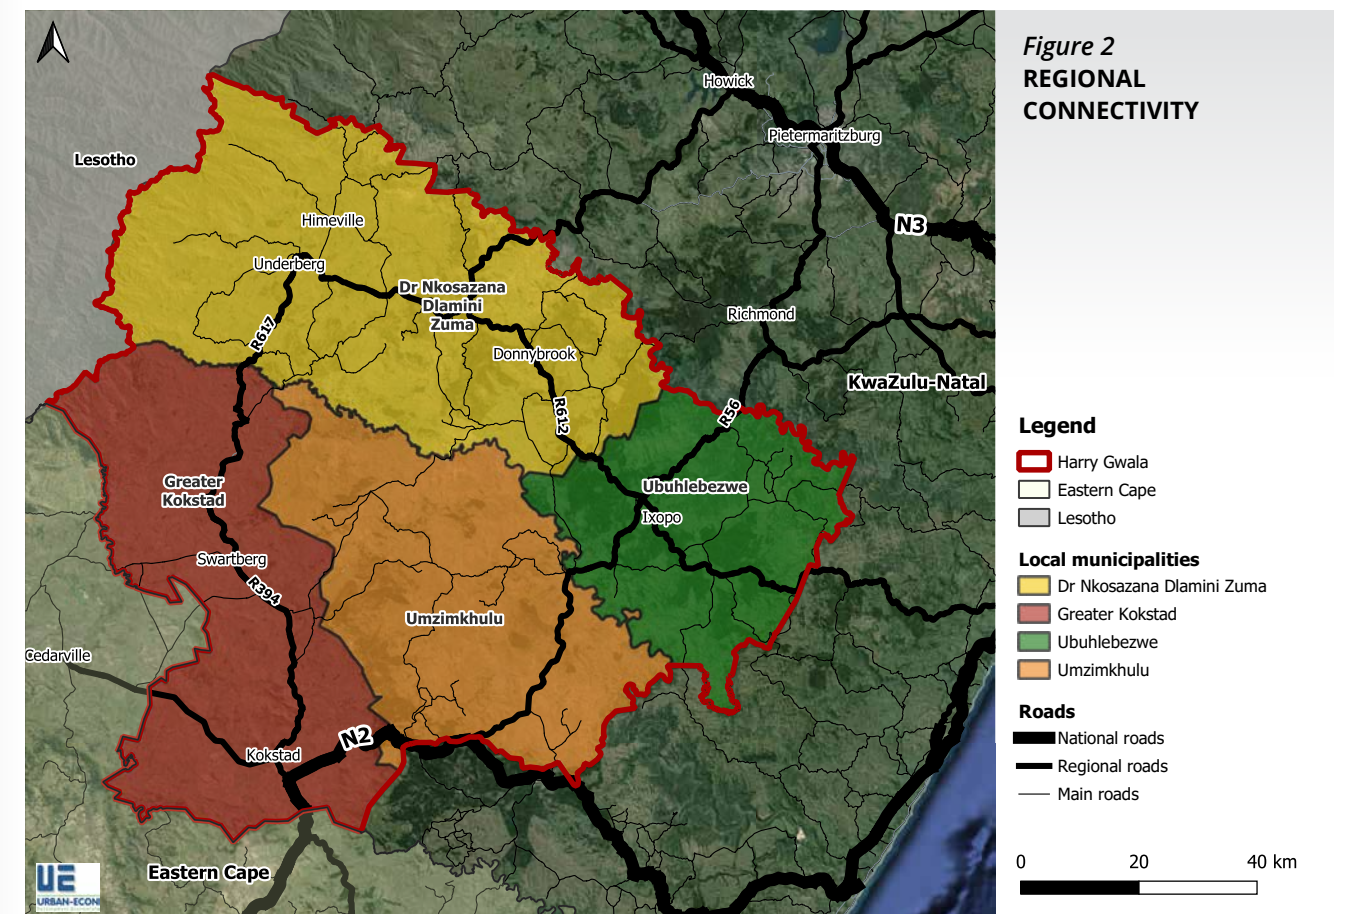 Figure 2
REGIONAL
CONNECTIVITY
Howick
Pietermaritzburg
Lesotho
Himeville
N3
Underberg
Dr Nkosazana
Dlamini
Zuma
Richmond
R617
Donnybrook
KwaZulu-Natal
R612
R56
Greater
Kokstad
Ubuhlebezwe
Ixopo
Swartberg
R394
Umzimkhulu
Cedarville
N2
Kokstad
Eastern Cape
UE
URBAN-ECON
Legend
Harry Gwala
Eastern Cape
Lesotho
Local municipalities
Dr Nkosazana Dlamini Zuma
Greater Kokstad
Ubuhlebezwe
Umzimkhulu
Roads
National roads
Regional roads
Main roads
0 20 40 km